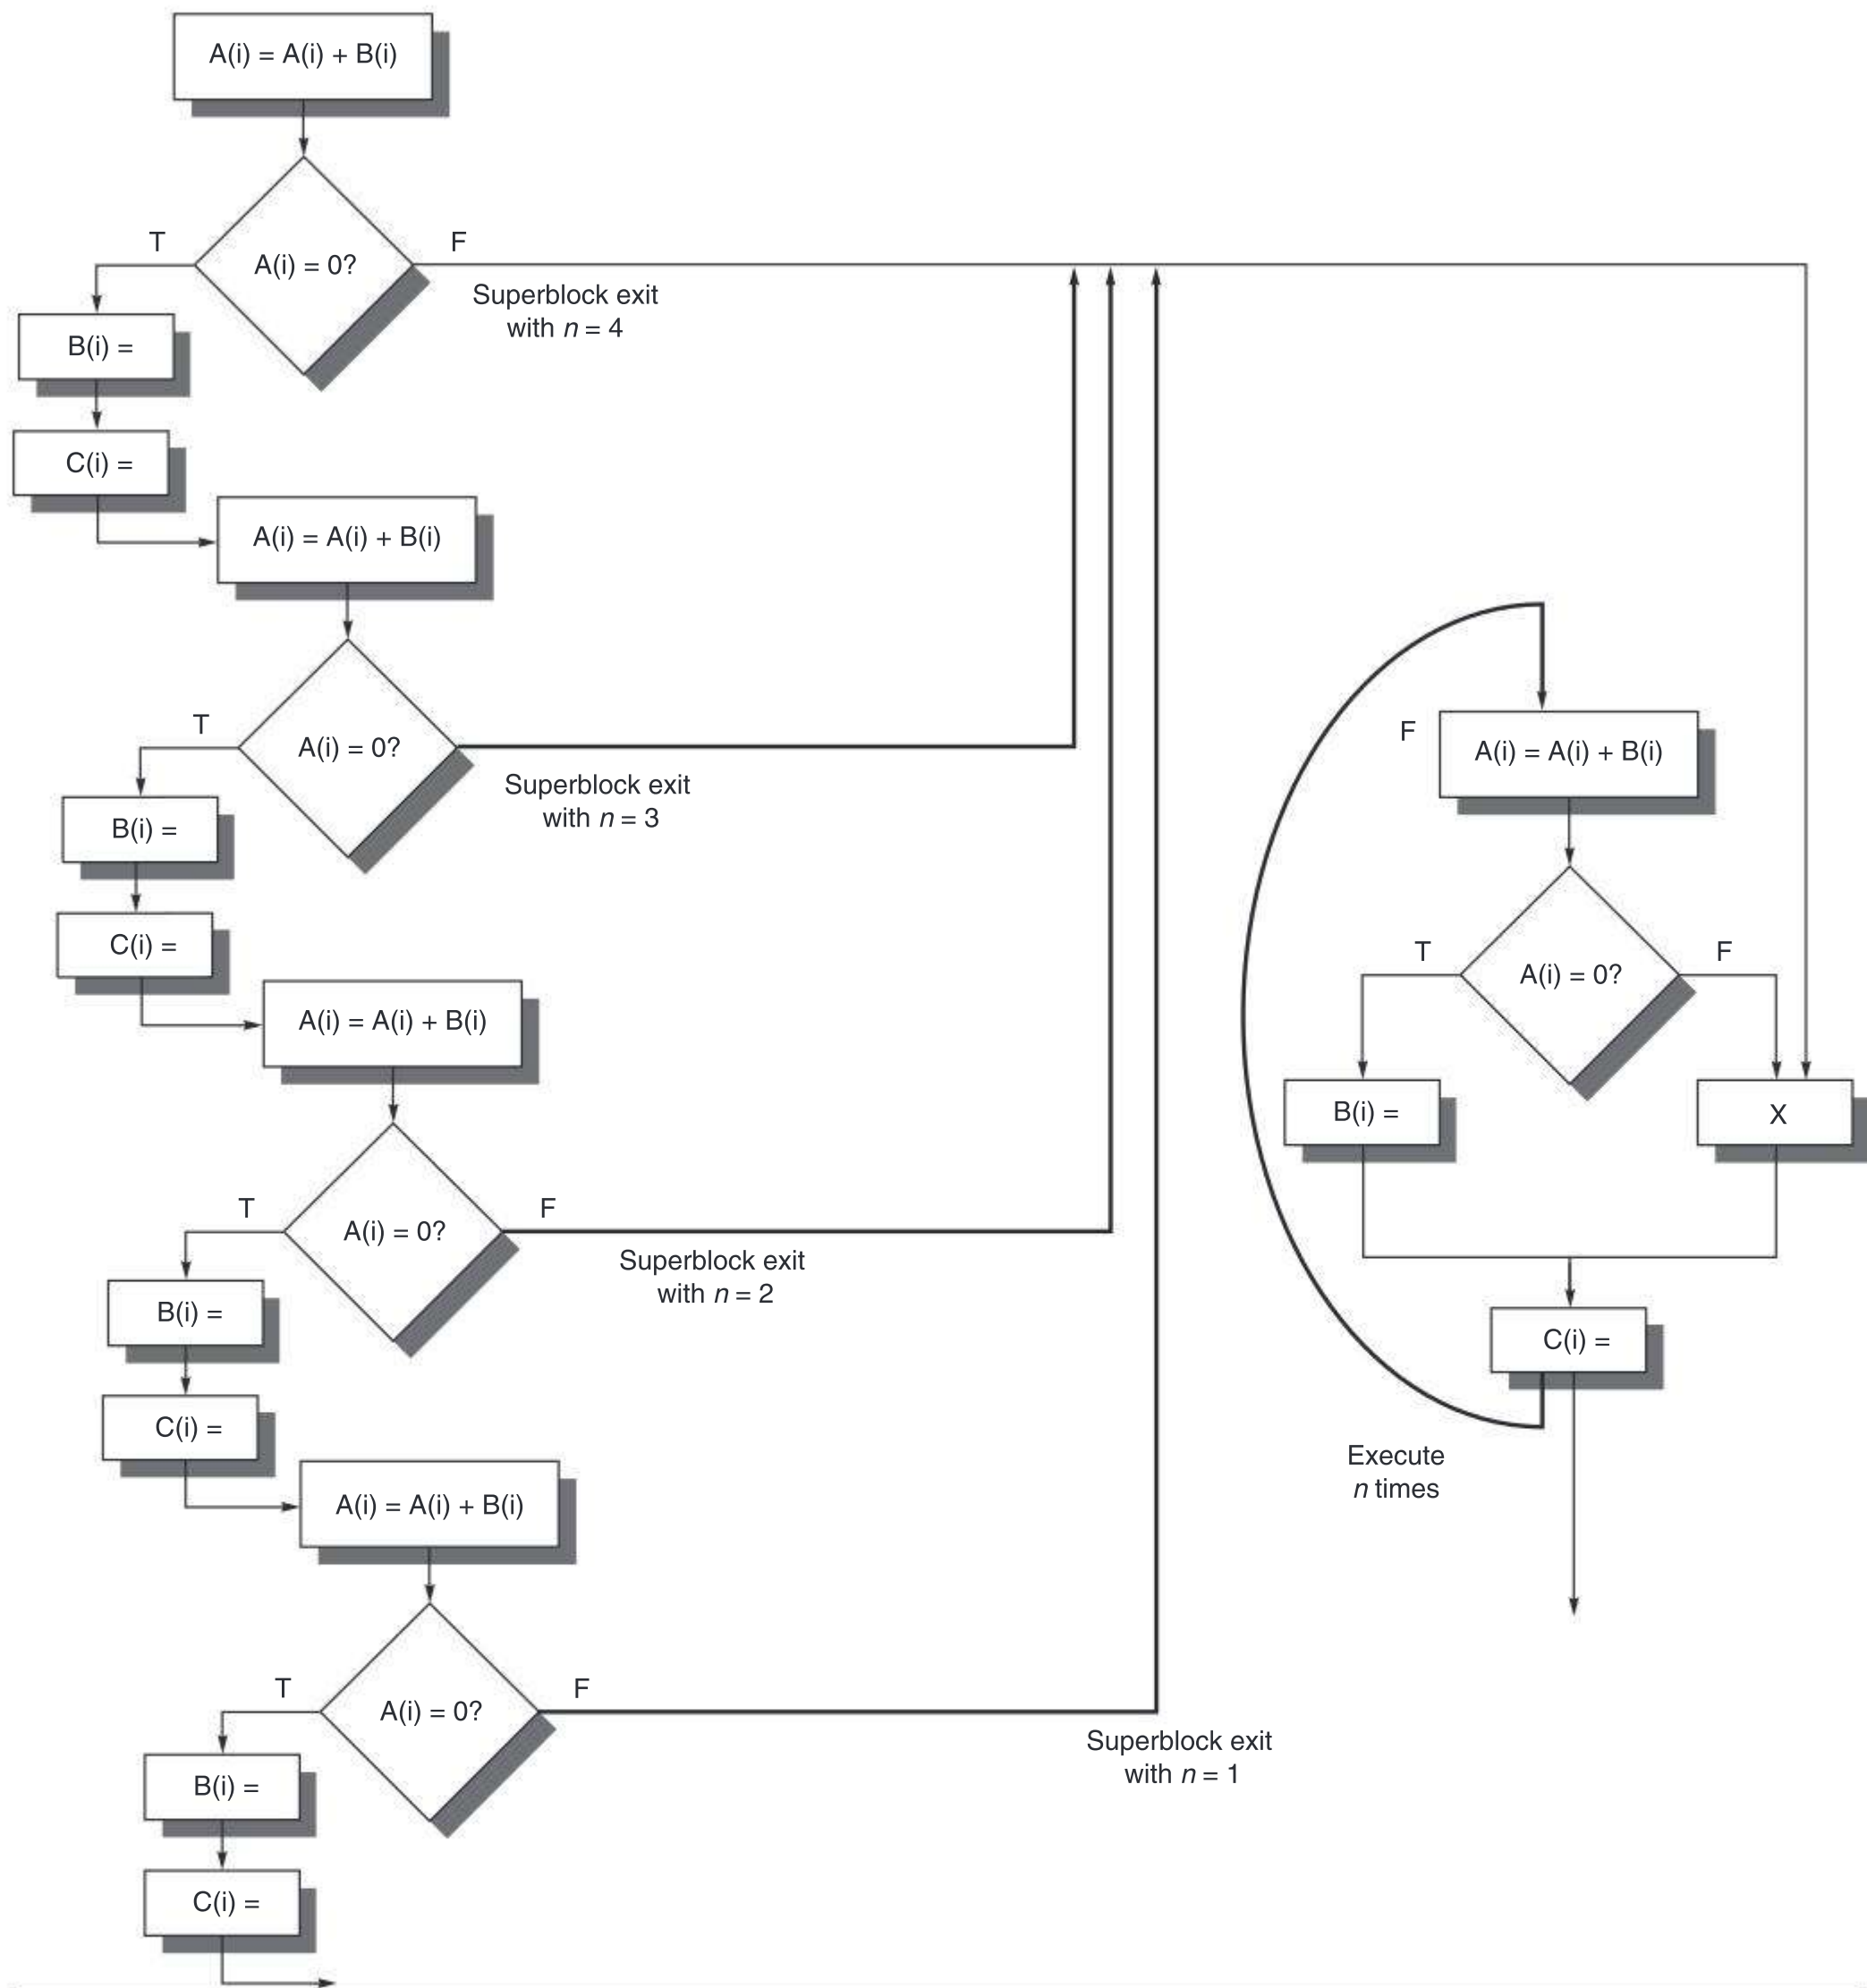 A(i) = A(i) + B(i)
T
A(i) = 0?
F
Superblock exit
with n = 4
B(i) =
C(i) =
A(i) = A(i) + B(i)
T
A(i) = 0?
Superblock exit
with n = 3
B(i) =
C(i) =
A(i) = A(i) + B(i)
T
A(i) = 0?
F
Superblock exit
with n = 2
B(i) =
C(i) =
A(i) = A(i) + B(i)
T
A(i) = 0?
F
Superblock exit
with n = 1
B(i) =
C(i) =
F
A(i) = A(i) + B(i)
T
A(i) = 0?
F
B(i) =
X
C(i) =
Execute
n times